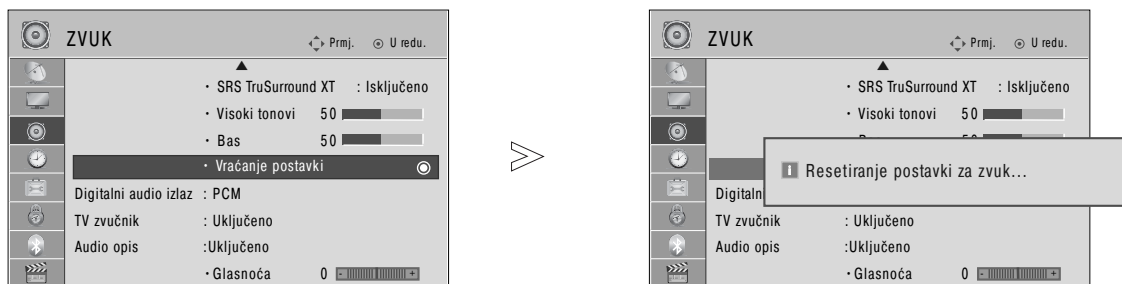 ZVUK Prmj. U redu.
• SRS TruSurround XT : Isključeno
• Visoki tonovi 50
• Bas 50
• Vraćanje postavki
Digitalni audio izlaz : PCM
TV zvučnik : Uključeno
Audio opis :Uključeno
•Glasnoća 0 - +
>
ZVUK Prmj. U redu.
• SRS TruSurround XT : Isključeno
• Visoki tonovi 50
i Resetiranje postavki za zvuk...
Digitaln
TV zvučnik : Uključeno
Audio opis :Uključeno
•Glasnoća 0 - +